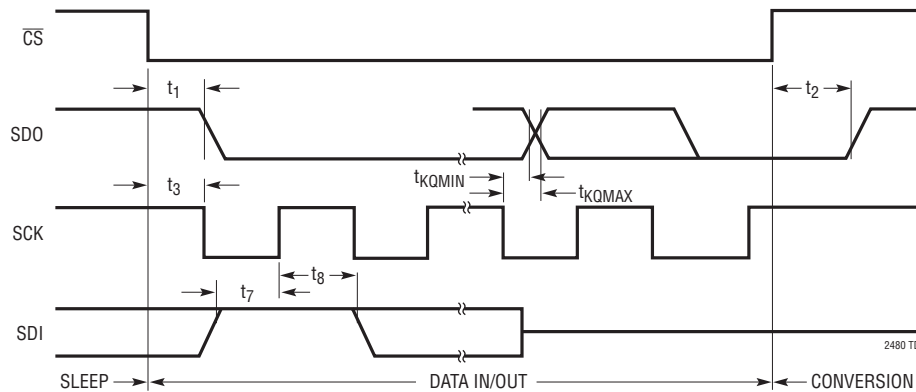 CS
t1
t2
SDO
tKQMIN
t3
tKQMAX
SCK
t8
t7
SDI
2480 TD
SLEEP
DATA IN/OUT
CONVERSION